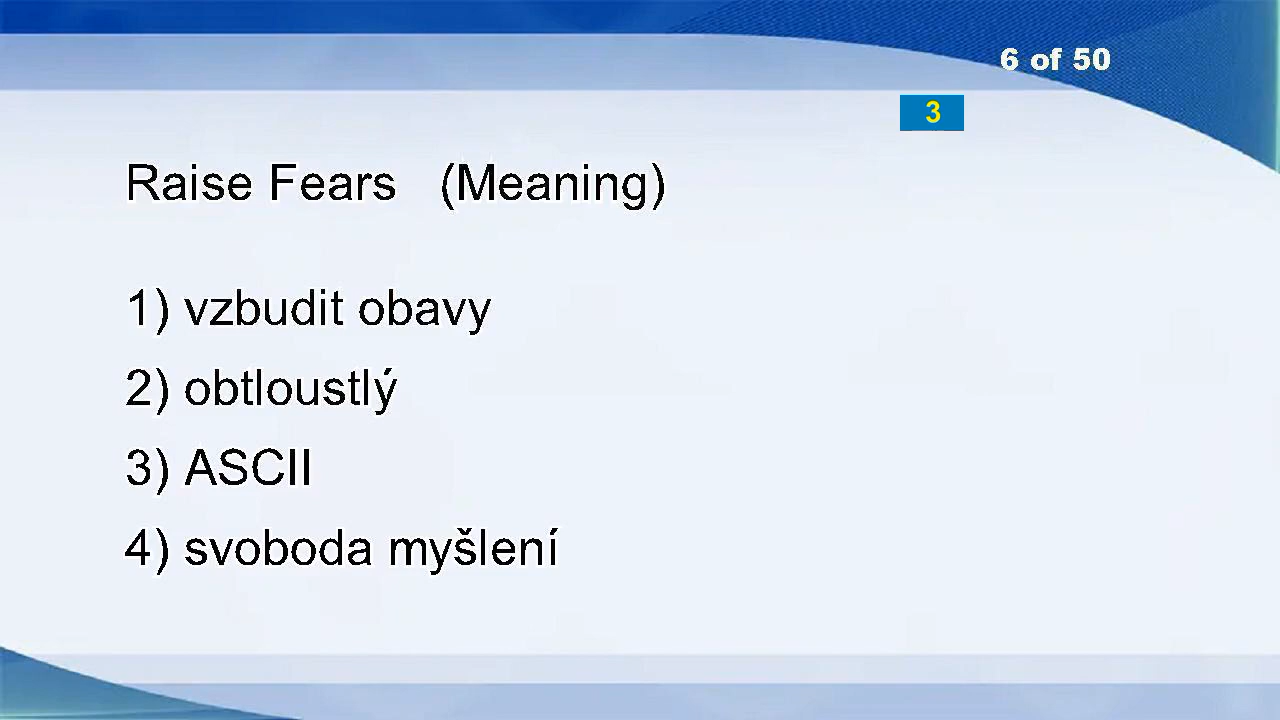 6 of 50
3
Raise Fears (Meaning)
1) vzbudit obavy
2) obtloustlý
3) ASCII
4) svoboda myšlení